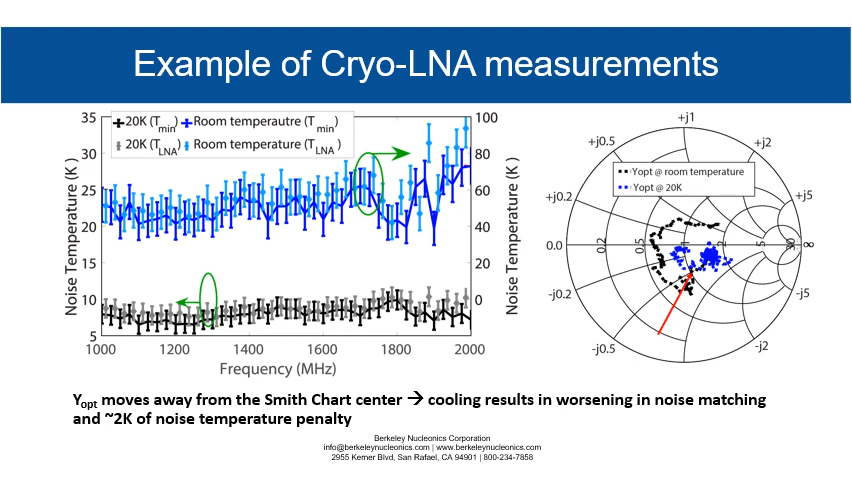 Example of Cryo-LNA measurements
35
30
25
20
15
10
5
Noise Temperature (K )
20K (Tmin) Room temperautre (Tmin)
20K (TLNA) Room temperature (TLNA )
100
80
60
40
20
0
Noise Temperature (K )
1000 1200 1400 1600 1800 2000
Frequency (MHz)
+j1
+j0.5 +j2
Yopt @ room temperature
Yopt @ 20K
+j0.2 +j5
0.0 0.2 0.5 1 2 5 ∞
-j0.2 -j5
-j0.5 -j2
Yopt moves away from the Smith Chart center → cooling results in worsening in noise matching
and ~2K of noise temperature penalty
Berkeley Nucleonics Corporation
info@berkeleynucleonics.com | www.berkeleynucleonics.com
2955 Kerner Blvd, San Rafael, CA 94901 | 800-234-7858